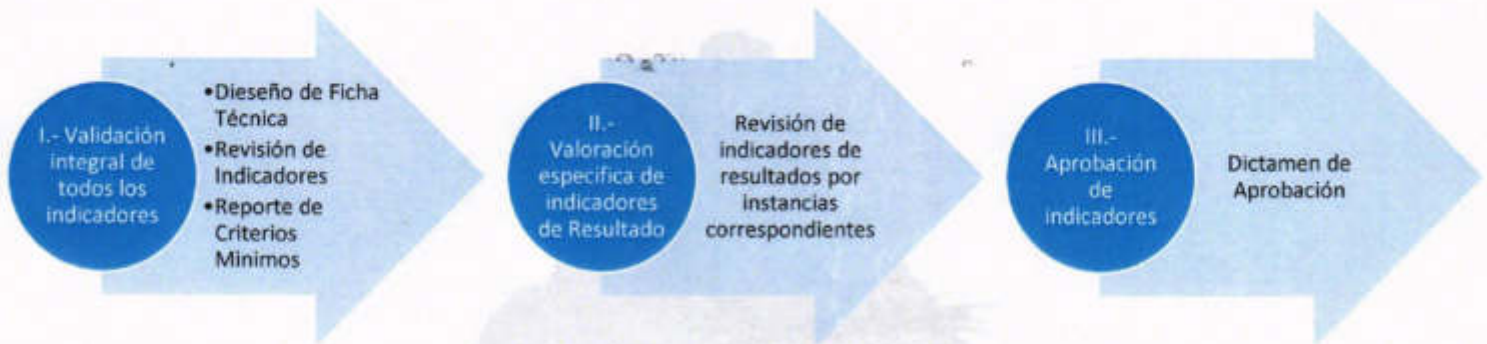 I.- Validación
integral de
todos los
indicadores
•Dieseño de Ficha
Técnica
•Revisión de
Indicadores
•Reporte de
Criterios
Minimos
II.-
Valoración
especifica de
indicadores
de Resultado
Revisión de
indicadores de
resultados por
instancias
correspondientes
III.-
Aprobación
de
indicadores
Dictamen de
Aprobación